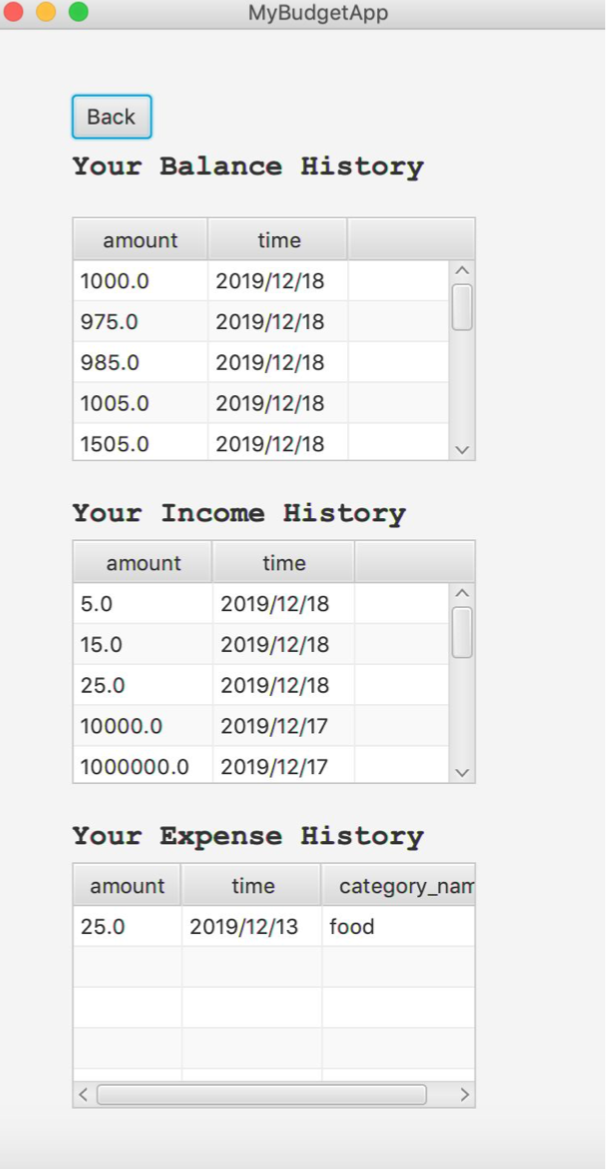 MyBudgetApp
Back
Your Balance History
amount time
1000.0 2019/12/18
975.0 2019/12/18
985.0 2019/12/18
1005.0 2019/12/18
1505.0 2019/12/18
Your Income History
amount time
5.0 2019/12/18
15.0 2019/12/18
25.0 2019/12/18
10000.0 2019/12/17
1000000.0 2019/12/17
Your Expense History
amount time category_nam
25.0 2019/12/13 food